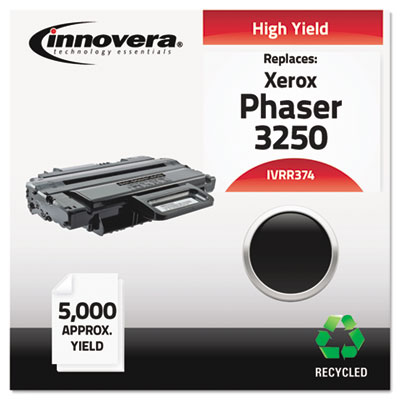 innovera
technology essentials
High Yield
Replaces:
Xerox
Phaser
3250
IVRR374
5,000
APPROX.
YIELD
RECYCLED